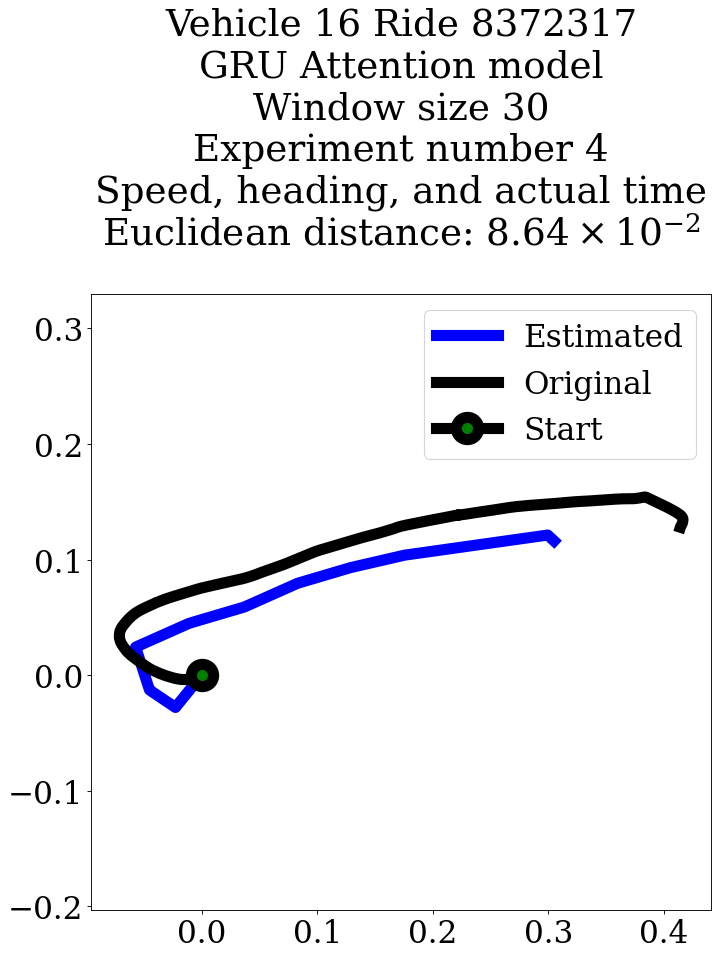 Vehicle 16 Ride 8372317
GRU Attention model
Window size 30
Experiment number 4
Speed, heading, and actual time
Euclidean distance: 8.64 × 10⁻²
Estimated
Original
Start
0.3
0.2
0.1
0.0
−0.1
−0.2
0.0 0.1 0.2 0.3 0.4